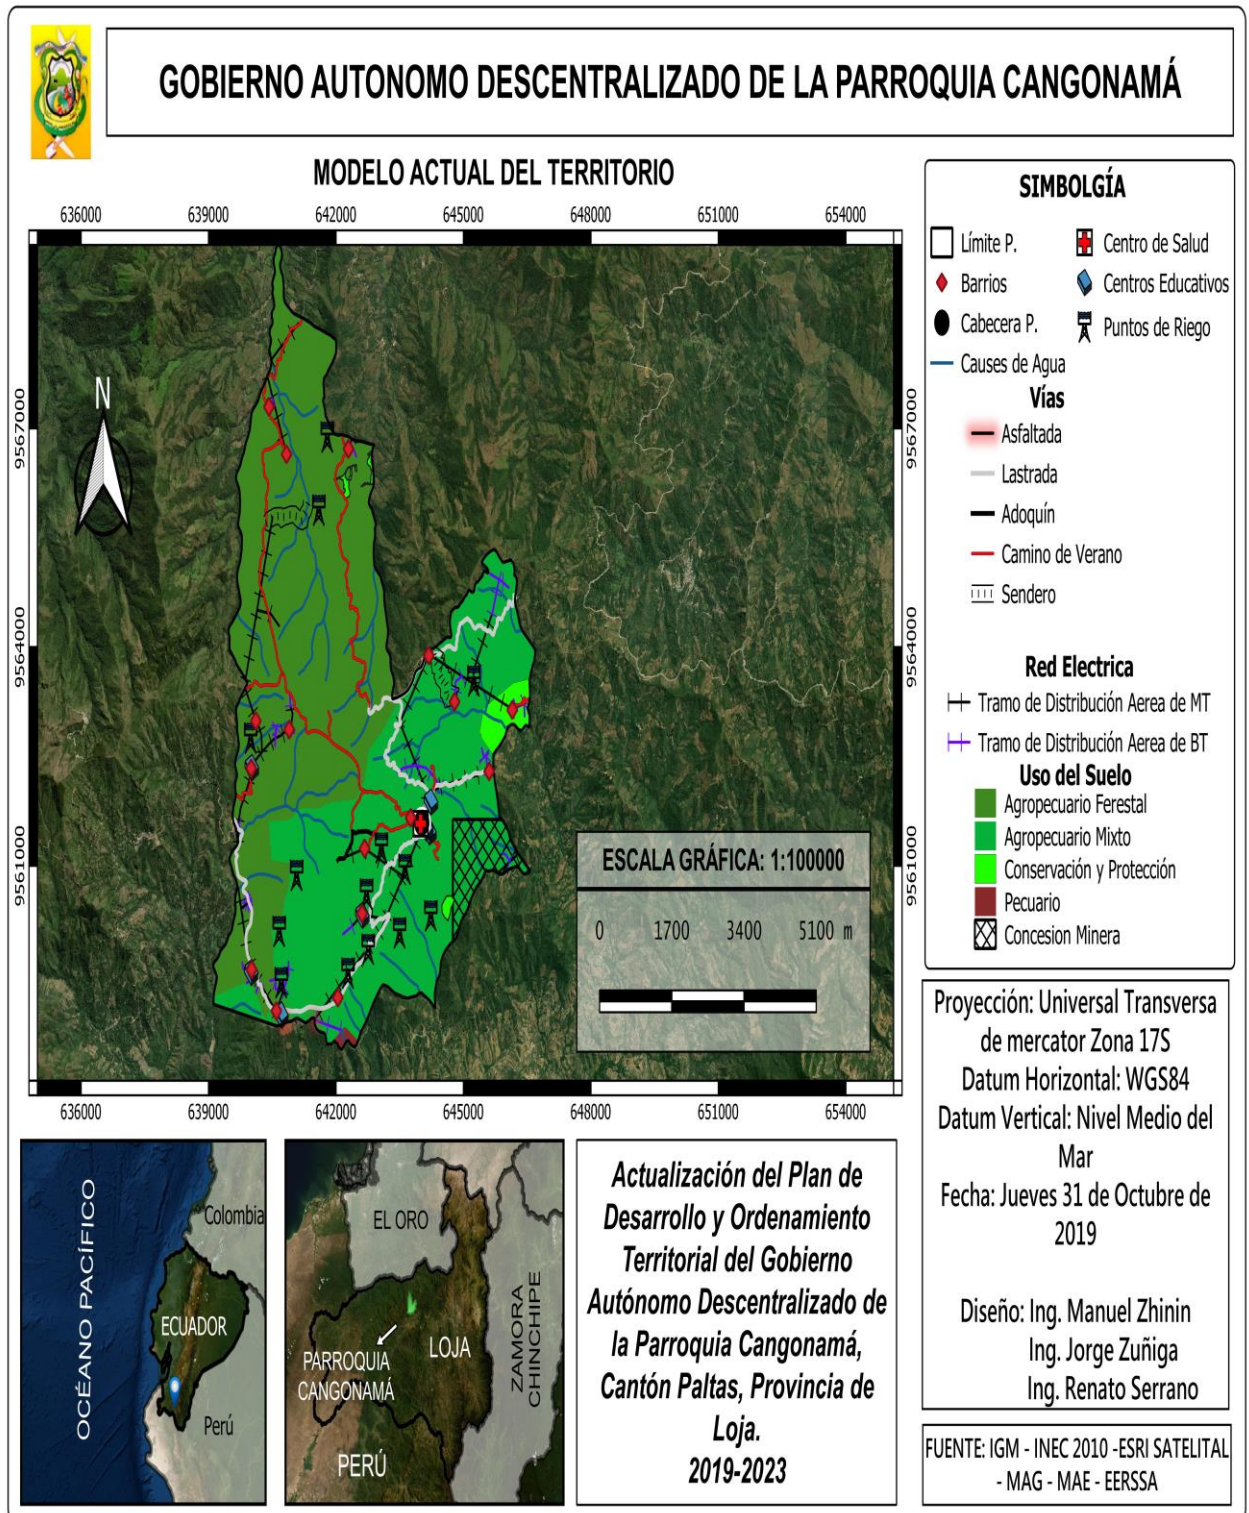 GOBIERNO AUTONOMO DESCENTRALIZADO DE LA PARROQUIA CANGONAMÁ
MODELO ACTUAL DEL TERRITORIO
636000 639000 642000 645000 648000 651000 654000
9567000
9564000
9561000
N
9567000
9564000
9561000
ESCALA GRÁFICA: 1:100000
0 1700 3400 5100 m
636000 639000 642000 645000 648000 651000 654000
SIMBOLGÍA
Límite P.
Centro de Salud
Barrios
Centros Educativos
Cabecera P.
Puntos de Riego
Causes de Agua
Vías
Asfaltada
Lastrada
Adoquín
Camino de Verano
Sendero
Red Electrica
Tramo de Distribución Aerea de MT
Tramo de Distribución Aerea de BT
Uso del Suelo
Agropecuario Ferestal
Agropecuario Mixto
Conservación y Protección
Pecuario
Concesion Minera
Proyección: Universal Transversa
de mercator Zona 17S
Datum Horizontal: WGS84
Datum Vertical: Nivel Medio del
Mar
Fecha: Jueves 31 de Octubre de
2019
Diseño: Ing. Manuel Zhinin
Ing. Jorge Zuñiga
Ing. Renato Serrano
FUENTE: IGM - INEC 2010 -ESRI SATELITAL
- MAG - MAE - EERSSA
OCÉANO PACÍFICO
Colombia
ECUADOR
Perú
EL ORO
LOJA
ZAMORA
CHINCHIPE
PARROQUIA
CANGONAMÁ
PERÚ
Actualización del Plan de
Desarrollo y Ordenamiento
Territorial del Gobierno
Autónomo Descentralizado de
la Parroquia Cangonamá,
Cantón Paltas, Provincia de
Loja.
2019-2023